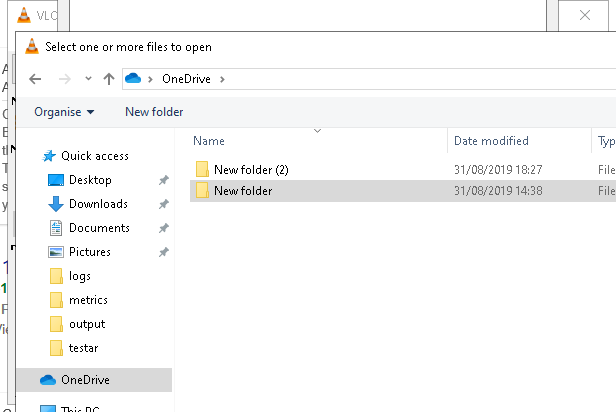 VLC
Select one or more files to open
OneDrive
Organise
New folder
Name
Date modified
Typ
Quick access
Desktop
Downloads
Documents
Pictures
logs
metrics
output
testar
OneDrive
This PC
New folder (2)
31/08/2019 18:27
File
New folder
31/08/2019 14:38
File